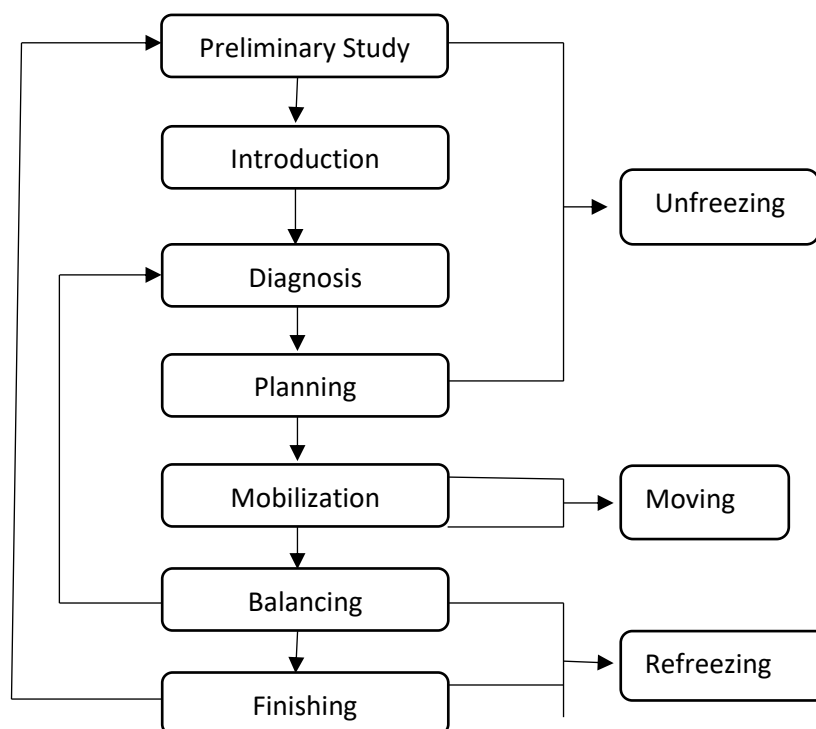 Preliminary Study
Introduction
Unfreezing
Diagnosis
Planning
Mobilization
Moving
Balancing
Refreezing
Finishing